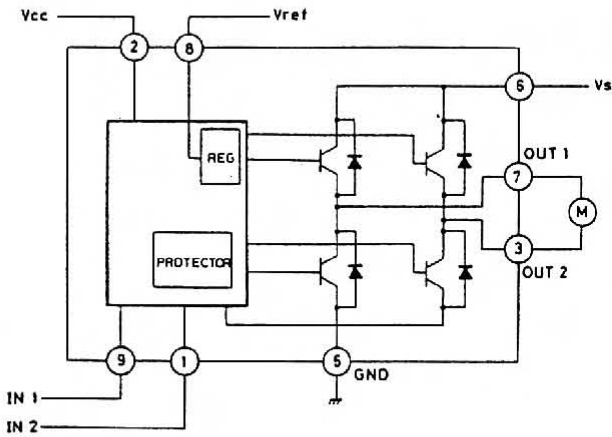 Vcc
Vref
2
8
6
Vs
REG
OUT 1
7
M
3
OUT 2
PROTECTOR
9
1
5
GND
IN 1
IN 2